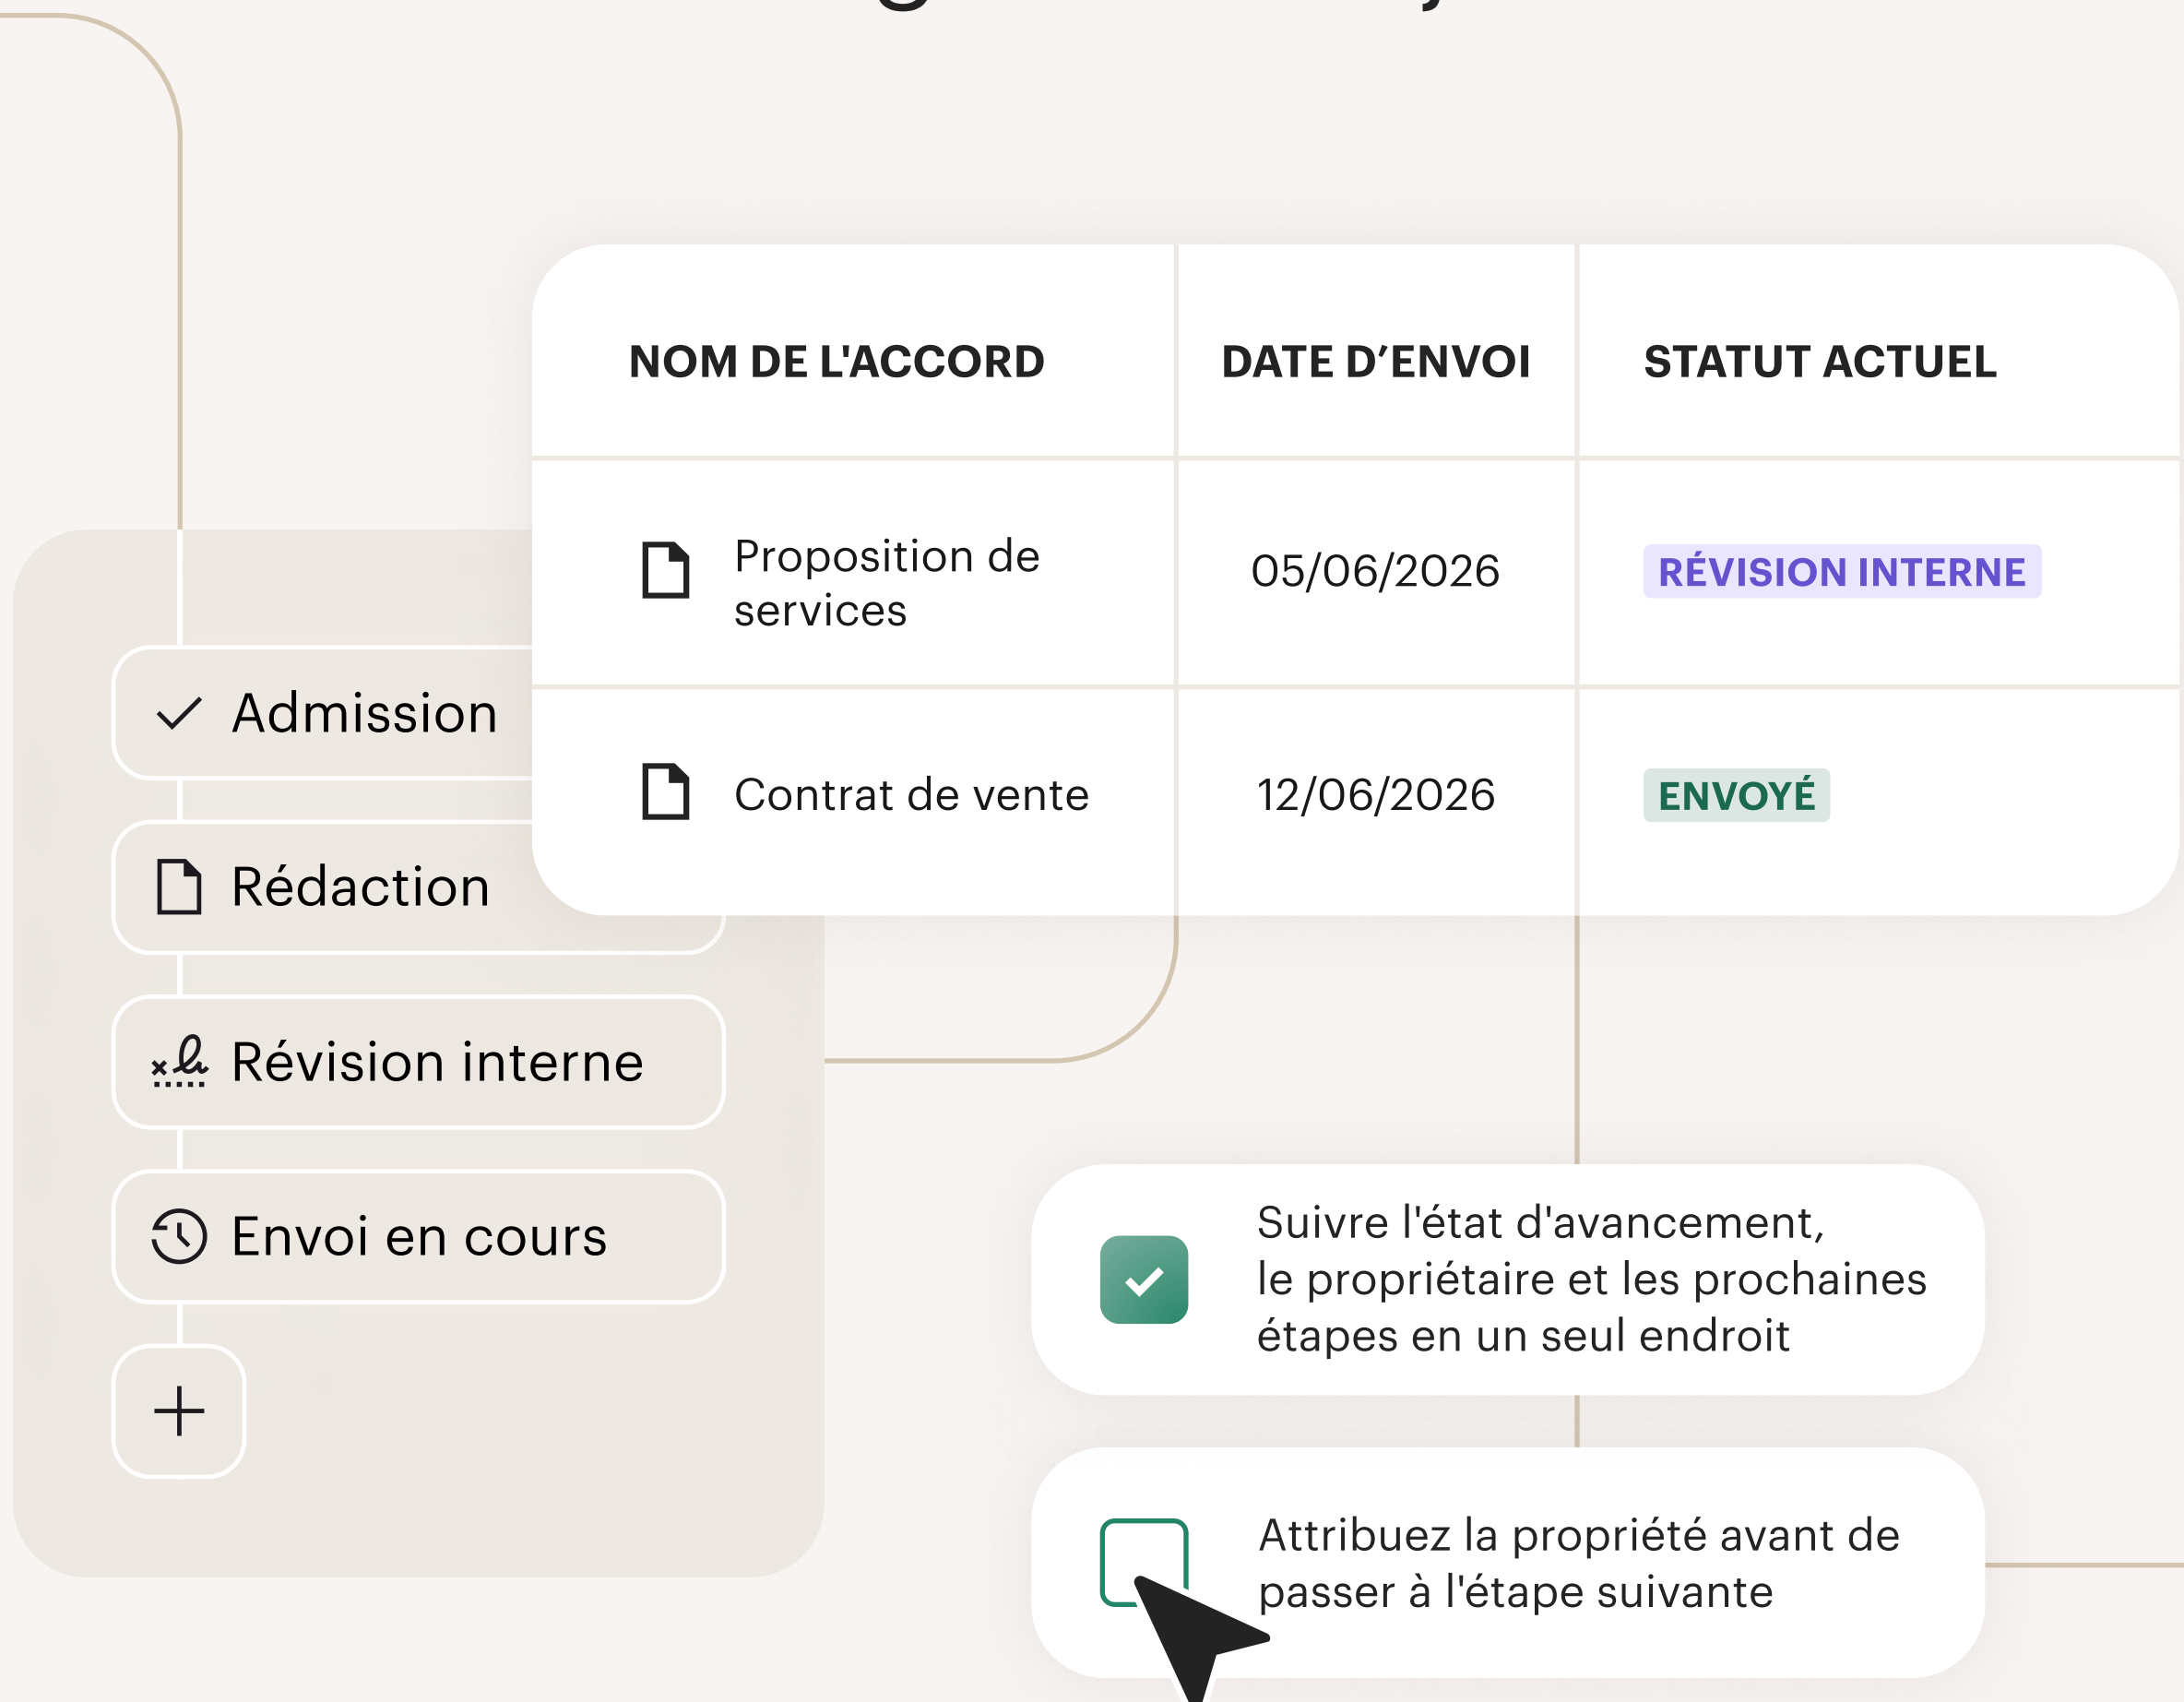 NOM DE L'ACCORD
DATE D'ENVOI
STATUT ACTUEL
Proposition de
services
05/06/2026
RÉVISION INTERNE
Contrat de vente
12/06/2026
ENVOYÉ
Admission
Rédaction
Révision interne
Envoi en cours
Suivre l'état d'avancement,
le propriétaire et les prochaines
étapes en un seul endroit
Attribuez la propriété avant de
passer à l'étape suivante